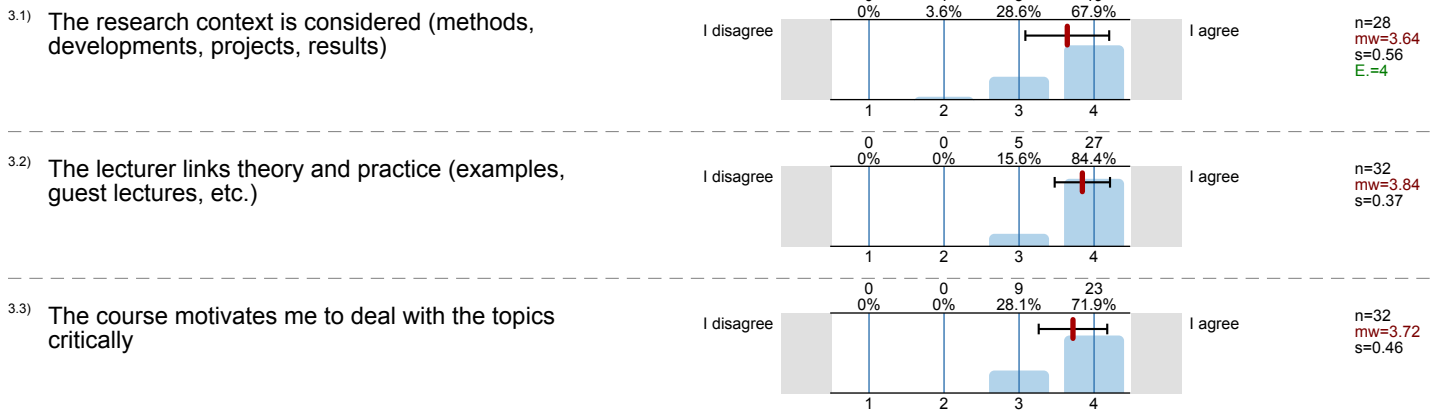 0% 3.6% 28.6% 67.9%
3.1) The research context is considered (methods, developments, projects, results)
I disagree
I agree
n=28
mw=3.64
s=0.56
E.=4
1 2 3 4
0 0 5 27
0% 0% 15.6% 84.4%
3.2) The lecturer links theory and practice (examples, guest lectures, etc.)
I disagree
I agree
n=32
mw=3.84
s=0.37
1 2 3 4
0 0 9 23
0% 0% 28.1% 71.9%
3.3) The course motivates me to deal with the topics critically
I disagree
I agree
n=32
mw=3.72
s=0.46
1 2 3 4